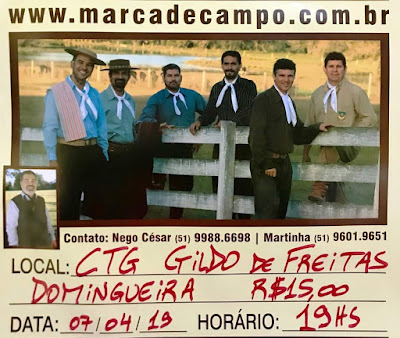 www.marcadecampo.com.br
Contato: Nego César (51) 9988.6698 | Martinha (51) 9601.9651
LOCAL: CTG GILDO DE FREITAS
DOMINGUEIRA R$15,00
DATA: 07/04/19 HORÁRIO: 19HS